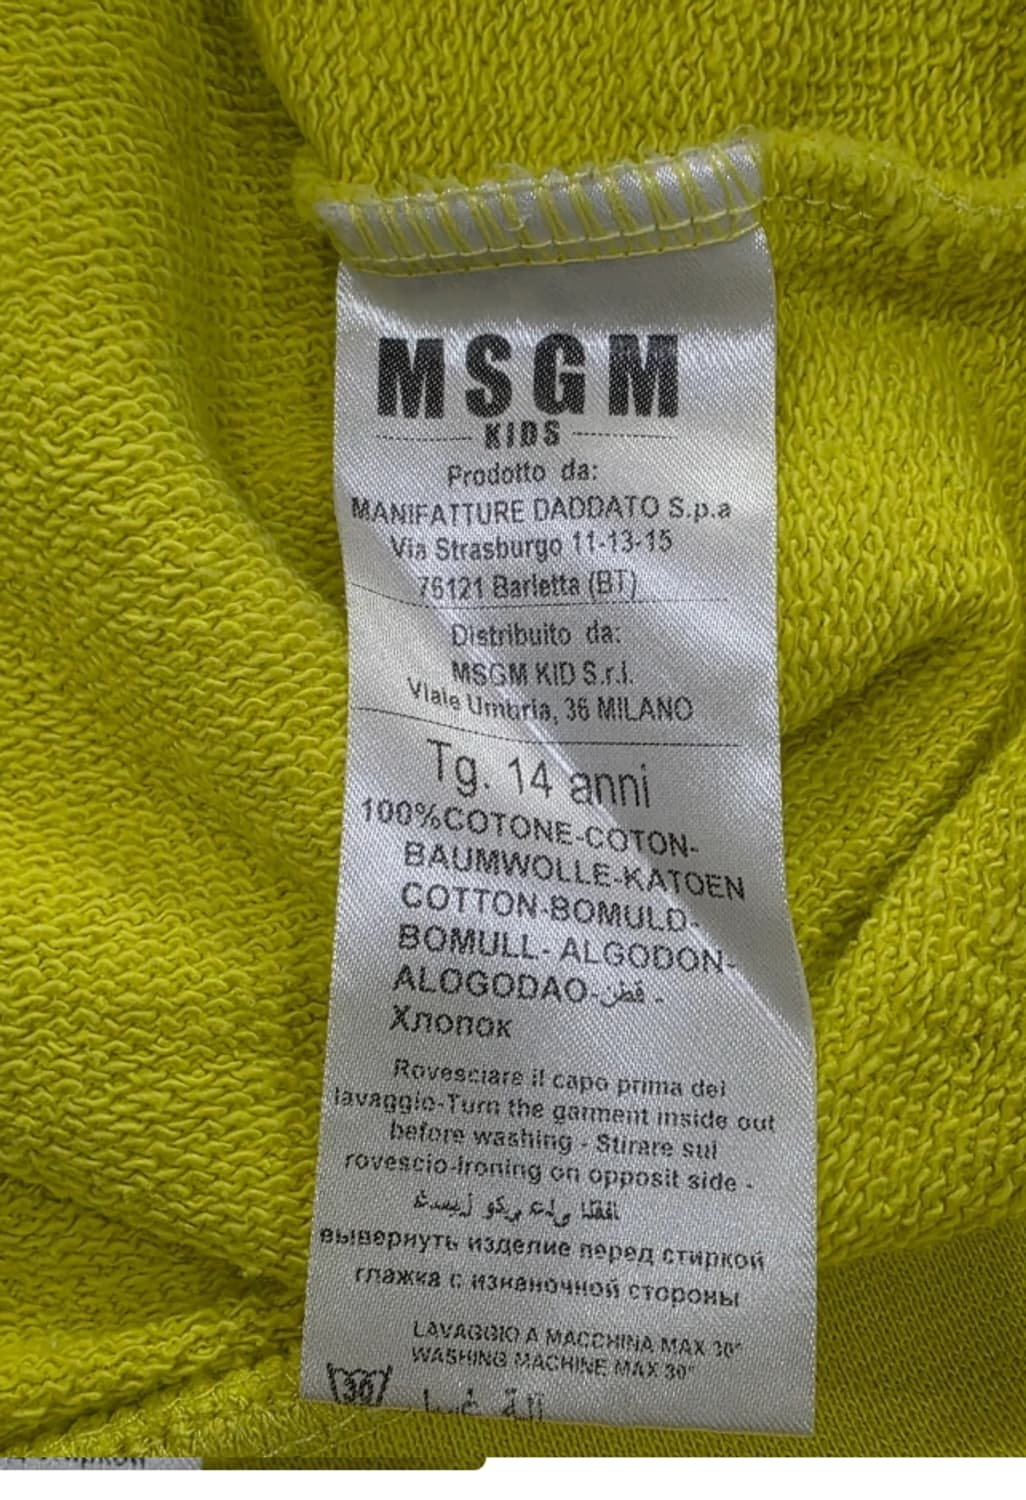 MSGM
KIDS
Prodotto da:
MANIFATTURE DADDATO S.p.a
Via Strasburgo 11-13-15
76121 Barletta (BT)
Distribuito da:
MSGM KID S.r.l.
Viale Umbria, 36 MILANO
Tg. 14 anni
100%COTONE-COTON-
BAUMWOLLE-KATOEN
COTTON-BOMULD-
BOMULL- ALGODON-
ALOGODAO-قطن -
Хлопок
Rovesciare il capo prima del
lavaggio-Turn the garment inside out
before washing - Stirare sul
rovescio-Ironing on opposit side -
вывернуть изделие перед стиркой
глажка с изнаночной стороны
LAVAGGIO A MACCHINA MAX 30°
WASHING MACHINE MAX 30°
30